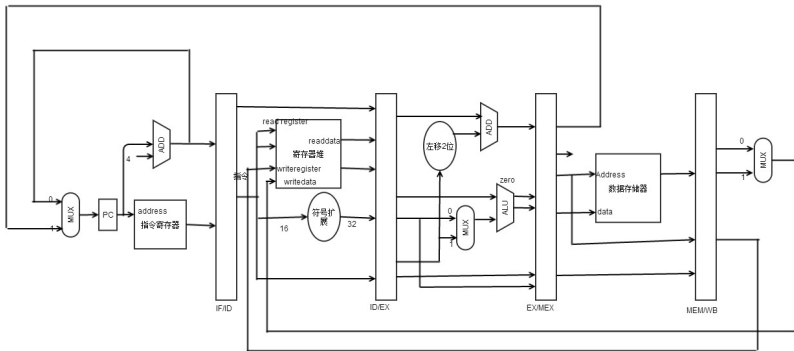 0
1
MUX
PC
4
ADD
address
指令寄存器
IF/ID
指令
read register
readdata
寄存器堆
writeregister
writedata
符号扩展
16
32
ID/EX
左移2位
ADD
0
1
MUX
zero
ALU
EX/MEX
Address
数据存储器
data
MEM/WB
0
1
MUX